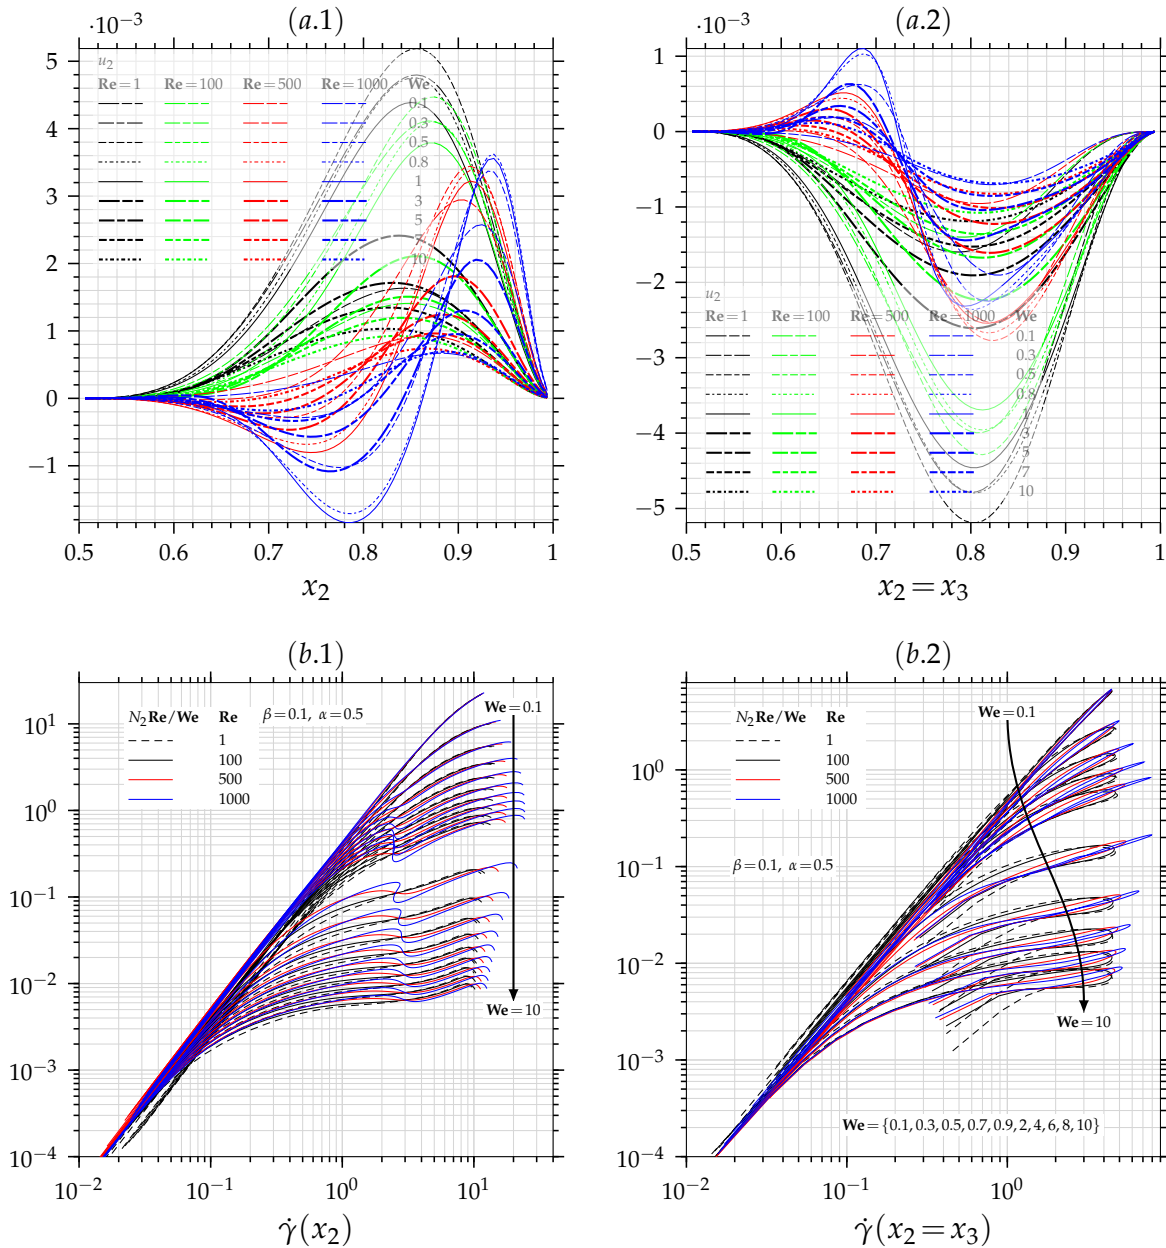 (a.1)
·10⁻³
u₂
Re=1 Re=100 Re=500 Re=1000 We
0.1
0.3
0.5
0.8
1
3
5
7
10
5
4
3
2
1
0
−1
0.5 0.6 0.7 0.8 0.9 1
x₂
(a.2)
·10⁻³
1
0
−1
−2
−3
−4
−5
u₂
Re=1 Re=100 Re=500 Re=1000 We
0.1
0.3
0.5
0.8
1
3
5
7
10
0.5 0.6 0.7 0.8 0.9 1
x₂ = x₃
(b.1)
N₂Re/We Re β=0.1, α=0.5
1
100
500
1000
We=0.1
We=10
10¹
10⁰
10⁻¹
10⁻²
10⁻³
10⁻⁴
10⁻² 10⁻¹ 10⁰ 10¹
γ̇(x₂)
(b.2)
N₂Re/We Re
1
100
500
1000
We=0.1
β=0.1, α=0.5
We=10
We={0.1, 0.3, 0.5, 0.7, 0.9, 2, 4, 6, 8, 10}
10⁰
10⁻¹
10⁻²
10⁻³
10⁻⁴
10⁻² 10⁻¹ 10⁰
γ̇(x₂ = x₃)